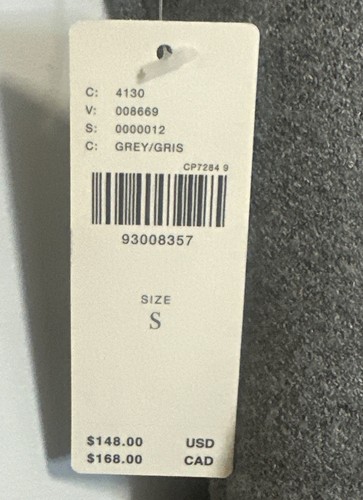 C: 4130
V: 008669
S: 0000012
C: GREY/GRIS
CP7284 9
93008357
SIZE
S
$148.00 USD
$168.00 CAD